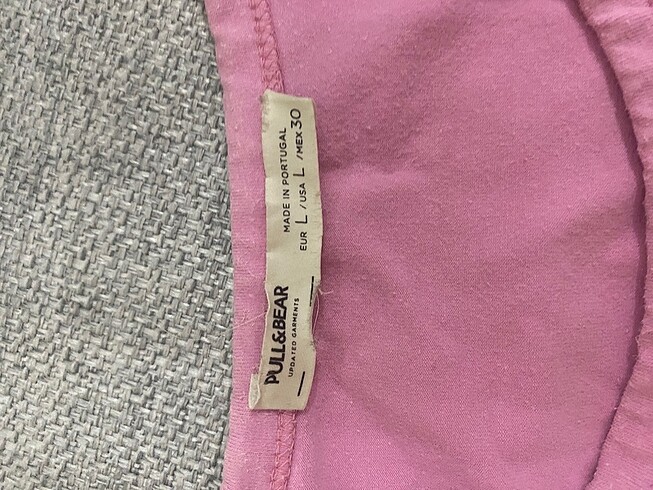 PULL&BEAR
UPDATED GARMENTS
MADE IN PORTUGAL
EUR L / USA L / MEX 30